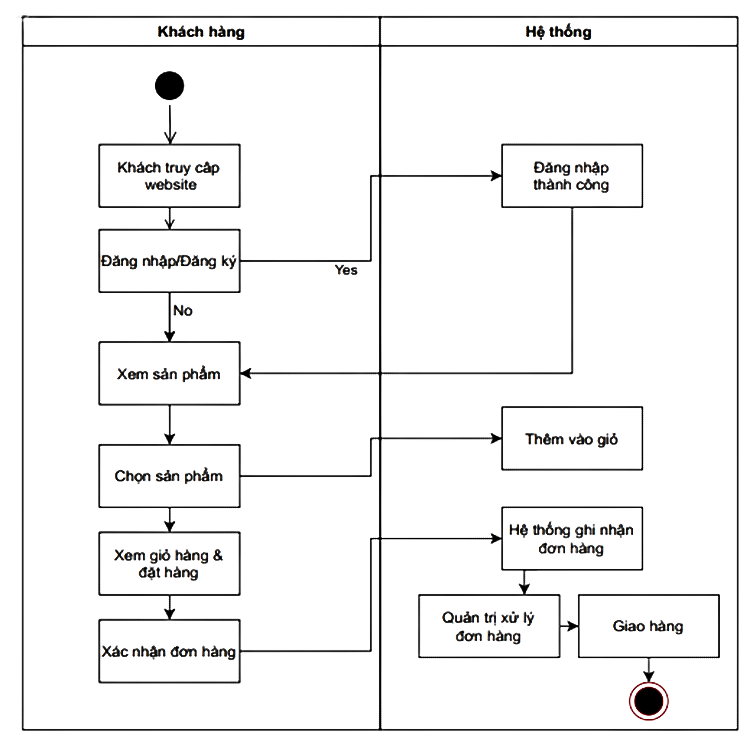 Khách hàng
Hệ thống
Khách truy câp
website
Đăng nhập
thành công
Đăng nhập/Đăng ký
Yes
No
Xem sản phẩm
Thêm vào giỏ
Chọn sản phẩm
Hệ thống ghi nhận
đơn hàng
Xem giỏ hàng &
đặt hàng
Quản trị xử lý
đơn hàng
Giao hàng
Xác nhận đơn hàng